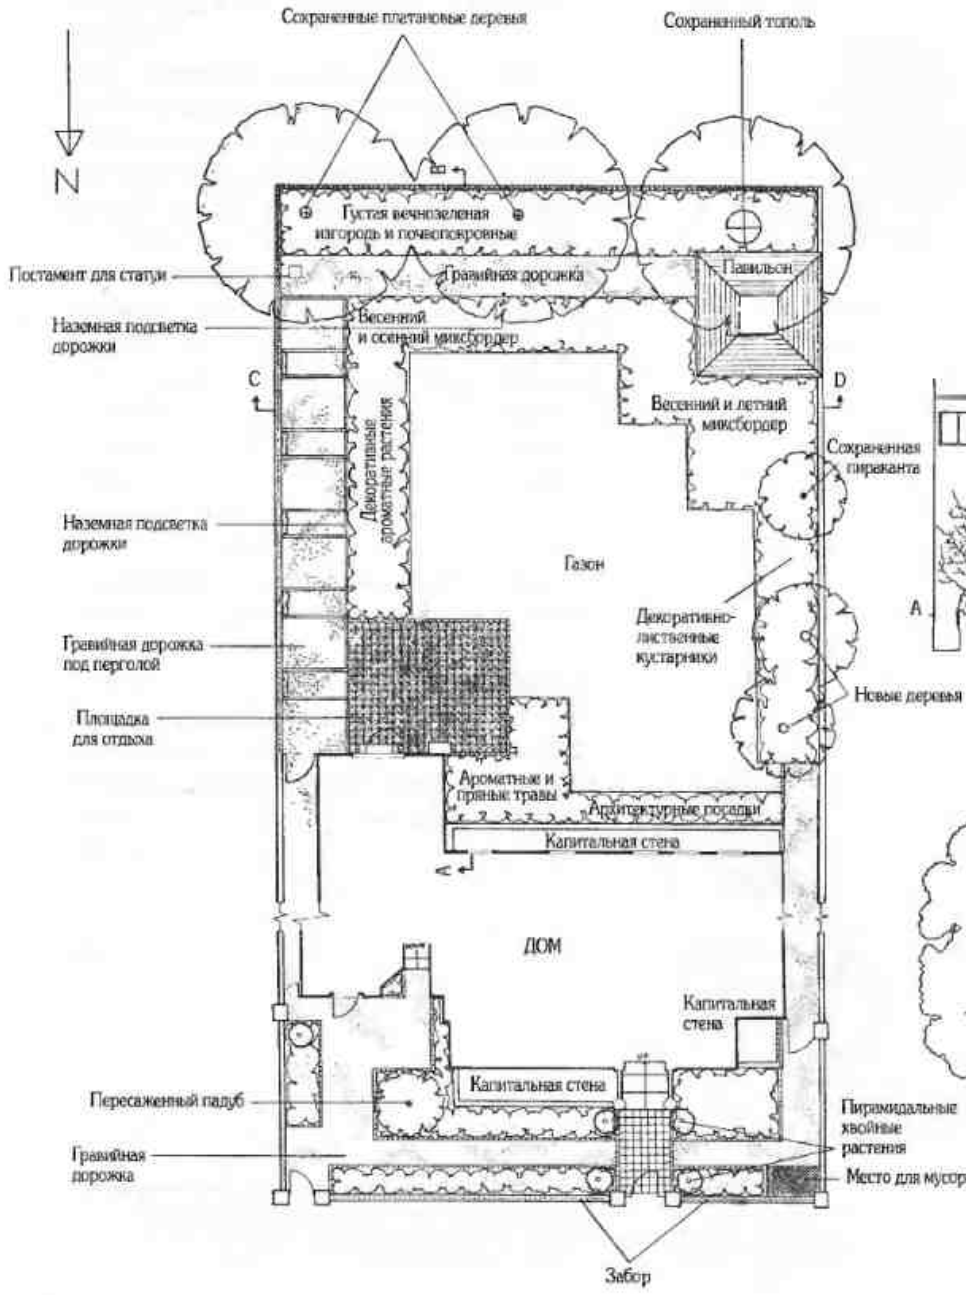 Сохраненные платановые деревья
Сохраненный тополь
N
Густая вечнозеленая
изгородь и почвопокровные
Постамент для статуи
Гравийная дорожка
Павильон
Наземная подсветка
дорожки
Весенний
и осенний миксбордер
C
D
Весенний и летний
миксбордер
Декоративные
ароматные растения
Сохраненная
пираканта
Наземная подсветка
дорожки
Газон
A
Декоративно-
лиственные
кустарники
Гравийная дорожка
под перголой
Новые деревья
Площадка
для отдыха
Ароматные и
пряные травы
Архитектурные посадки
Капитальная стена
A
ДОМ
Капитальная
стена
Капитальная стена
Пересаженный падуб
Пирамидальные
хвойные
растения
Гравийная
дорожка
Место для мусор
Забор